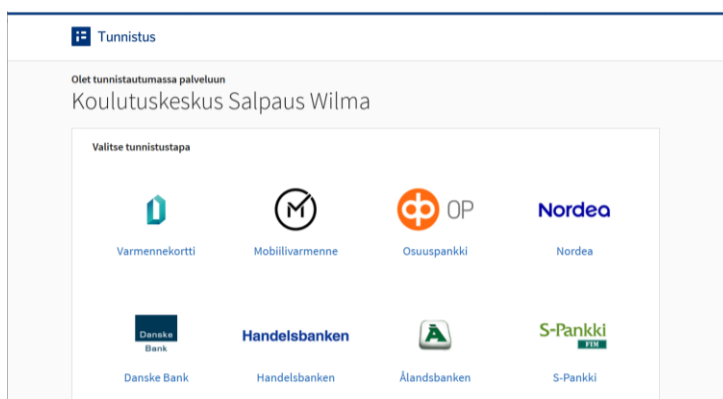 Tunnistus
Olet tunnistautumassa palveluun
Koulutuskeskus Salpaus Wilma
Valitse tunnistustapa
M OP Nordea
Varmennekortti Mobiilivarmenne Osuuspankki Nordea
Danske Bank Handelsbanken Å S-Pankki FIM
Danske Bank Handelsbanken Ålandsbanken S-Pankki